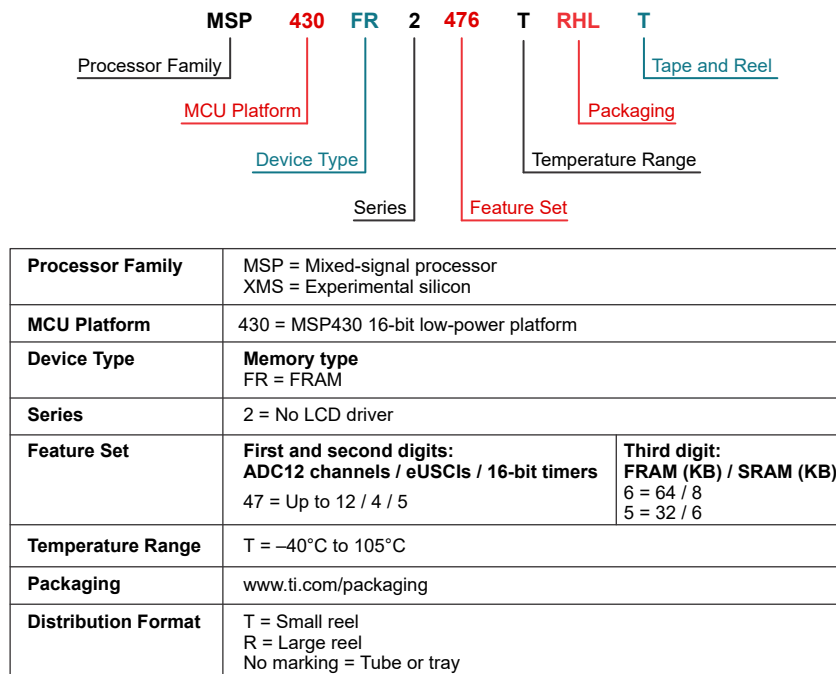 MSP 430 FR 2 476 T RHL T
Processor Family
Tape and Reel
MCU Platform
Packaging
Device Type
Temperature Range
Series
Feature Set
Processor Family
MSP = Mixed-signal processor
XMS = Experimental silicon
MCU Platform
430 = MSP430 16-bit low-power platform
Device Type
Memory type
FR = FRAM
Series
2 = No LCD driver
Feature Set
First and second digits:
ADC12 channels / eUSCIs / 16-bit timers
47 = Up to 12 / 4 / 5
Third digit:
FRAM (KB) / SRAM (KB)
6 = 64 / 8
5 = 32 / 6
Temperature Range
T = –40°C to 105°C
Packaging
www.ti.com/packaging
Distribution Format
T = Small reel
R = Large reel
No marking = Tube or tray